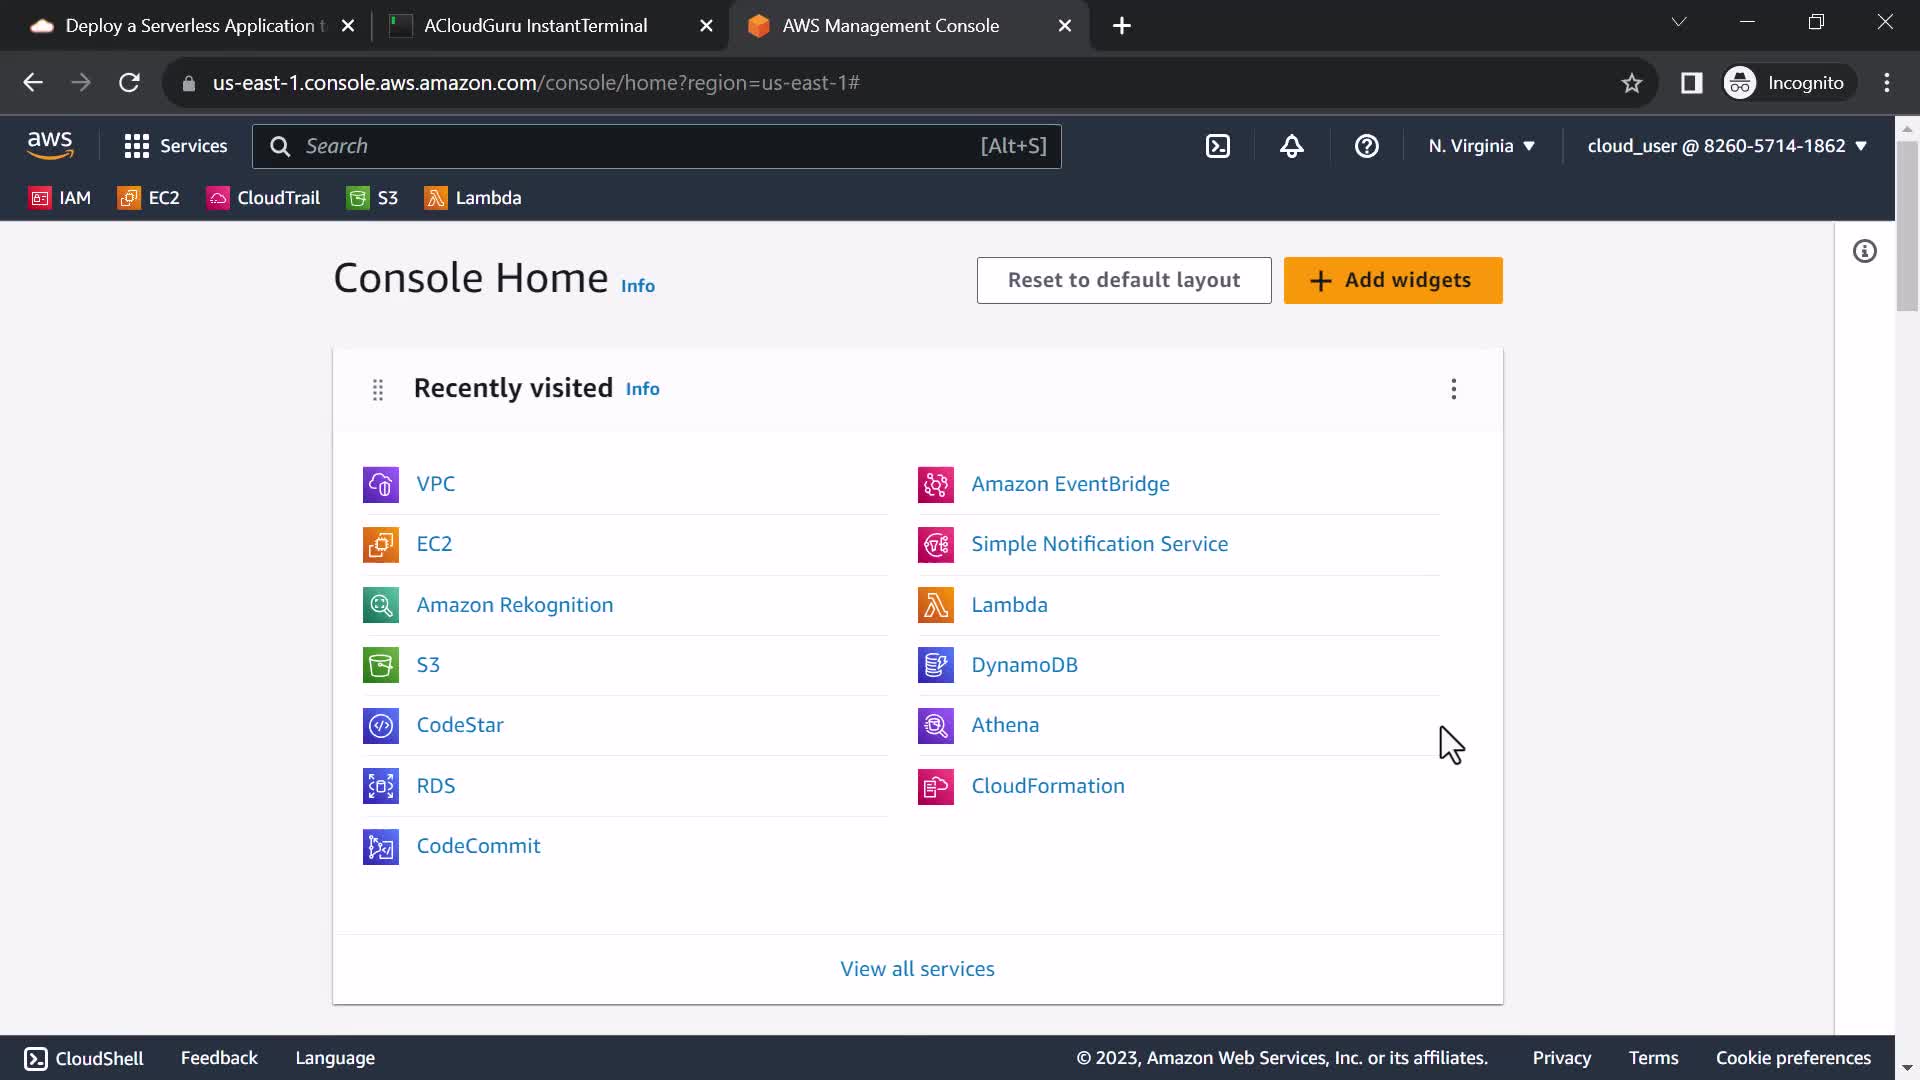 Deploy a Serverless Application t
ACloudGuru InstantTerminal
AWS Management Console
us-east-1.console.aws.amazon.com/console/home?region=us-east-1#
Incognito
aws
Services
Search
[Alt+S]
N. Virginia
cloud_user @ 8260-5714-1862
IAM
EC2
CloudTrail
S3
Lambda
Console Home Info
Reset to default layout
Add widgets
Recently visited Info
VPC
Amazon EventBridge
EC2
Simple Notification Service
Amazon Rekognition
Lambda
S3
DynamoDB
CodeStar
Athena
RDS
CloudFormation
CodeCommit
View all services
CloudShell
Feedback
Language
© 2023, Amazon Web Services, Inc. or its affiliates.
Privacy
Terms
Cookie preferences